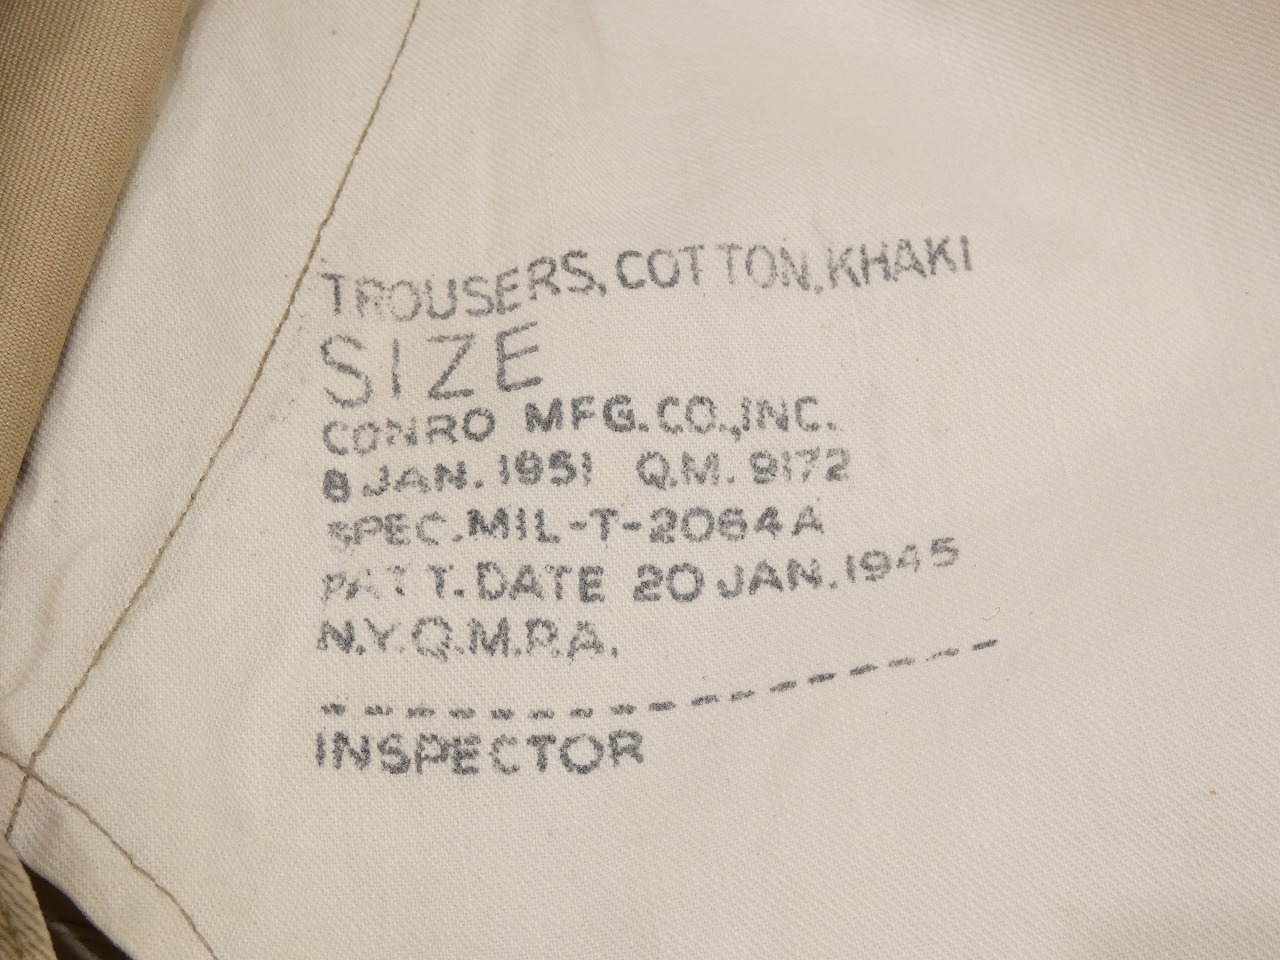 TROUSERS, COTTON, KHAKI
SIZE
CONRO MFG. CO., INC.
8 JAN. 1951 Q.M. 9172
SPEC. MIL-T-2064A
PATT. DATE 20 JAN. 1945
N.Y.Q.M.P.A.
INSPECTOR